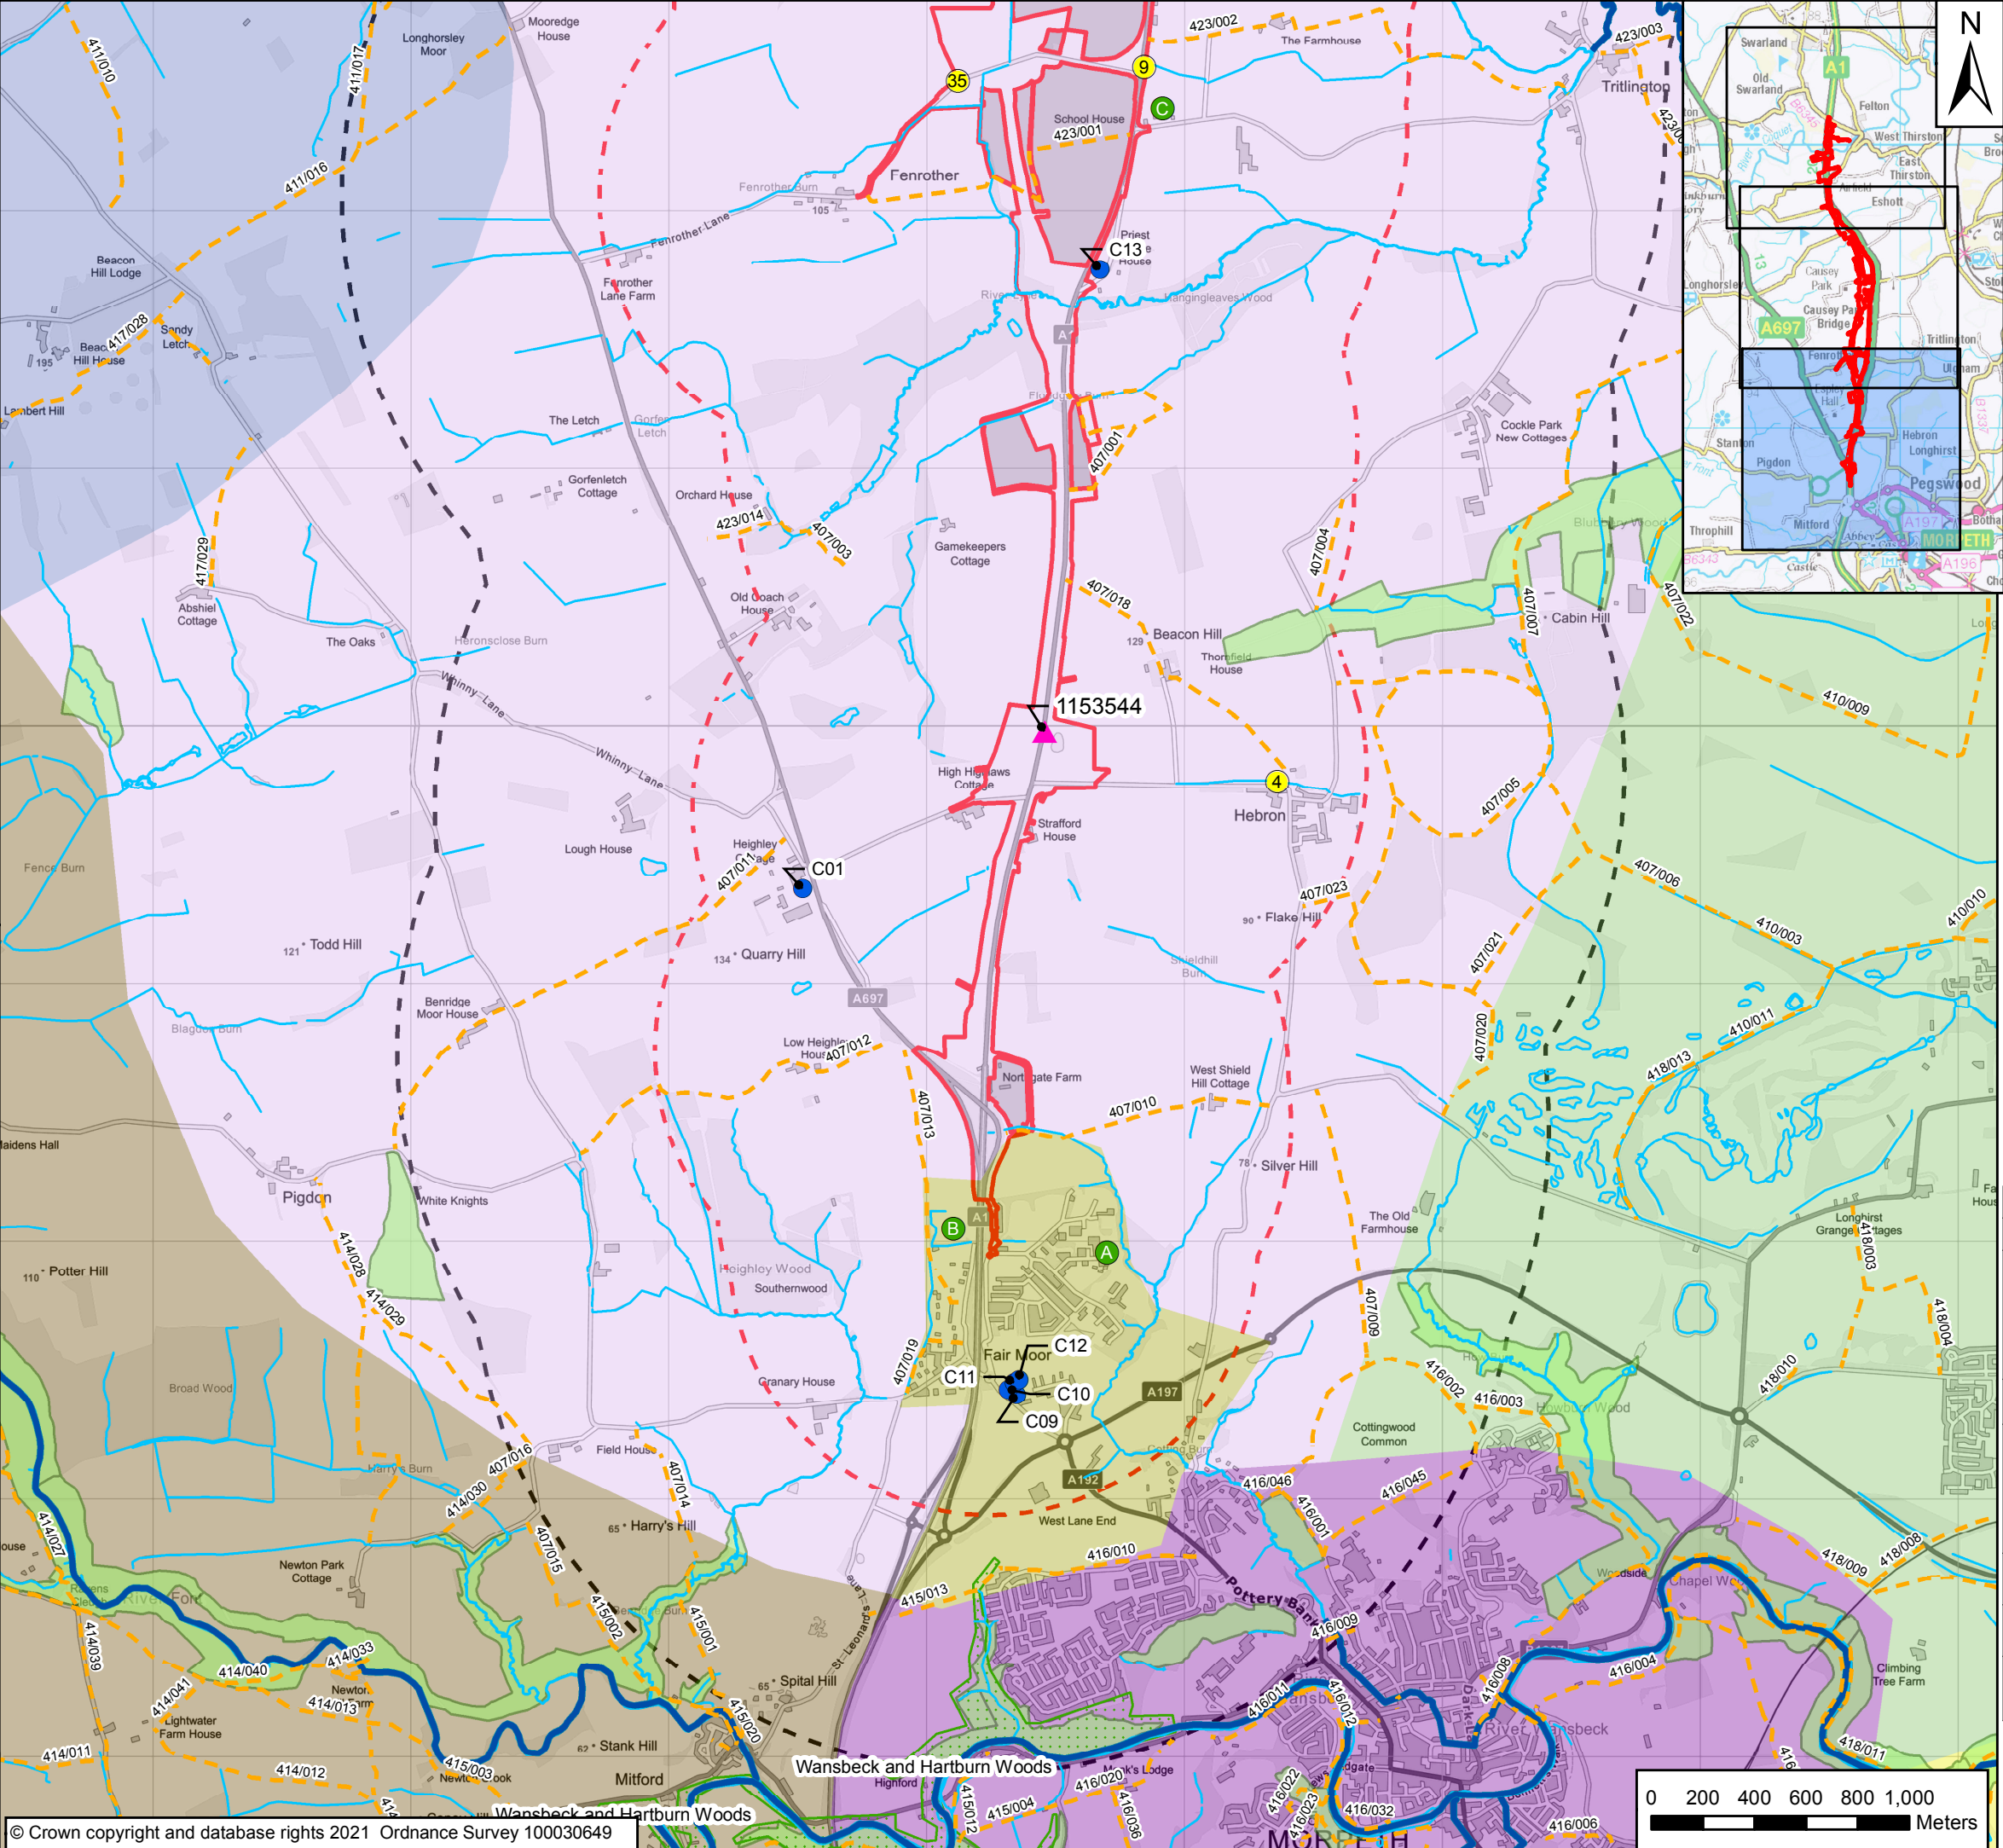 Mooredge
House
Longhorsley
Moor
411/010
411/017
411/016
423/002
The Farmhouse
423/003
Tritlington
35
9
C
School House
423/001
Fenrother
Fenrother Burn
105
Fenrother Lane
Fenrother
Lane Farm
Beacon
Hill Lodge
417/028
Sandy
Letch
Hill House
195
Lambert Hill
C13
Priest
House
Hangingleaves Wood
The Letch
Gorfen
Letch
Gorfenletch
Cottage
Orchard House
423/014
407/003
407/001
Cockle Park
New Cottages
Gamekeepers
Cottage
407/004
417/029
Abshiel
Cottage
The Oaks
Heronsclose Burn
Old Coach
House
407/018
129
Beacon Hill
Thornfield
House
Blubbery Wood
407/007
Cabin Hill
407/022
410/009
Whinny Lane
Whinny Lane
1153544
High Highlaws
Cottage
4
Hebron
407/005
Strafford
House
Fence Burn
Lough House
Heighley
Cottage
407/011
C01
407/006
407/023
90
Flake Hill
410/003
410/010
121
Todd Hill
134
Quarry Hill
407/021
Shieldhill
Burn
A697
Benridge
Moor House
Blagdon Burn
407/020
410/011
418/013
Low Heighley
House
407/012
Northgate Farm
West Shield
Hill Cottage
407/013
407/010
Maidens Hall
Pigdon
White Knights
78
Silver Hill
The Old
Farmhouse
Longhirst
Grange Cottages
418/003
A1
B
A
414/028
110
Potter Hill
Heighley Wood
Southernwood
414/029
407/009
418/004
Fair Moor
C12
C11
C10
C09
407/019
Granary House
Broad Wood
A197
416/002
416/003
418/010
Howburn Wood
Cottingwood
Common
Field House
Harry's Burn
407/016
414/030
407/014
Cotting Burn
A192
416/046
416/045
416/001
West Lane End
65
Harry's Hill
414/027
407/015
Newton Park
Cottage
416/010
415/013
418/009
418/008
Woodside
Chapel Wood
River Font
415/002
415/001
St. Leonard's Lane
Pottery Bank
416/009
414/039
414/040
414/033
414/041
414/013
Newton
Farm
65
Spital Hill
416/004
Climbing
Tree Farm
416/008
416/011
416/012
River Wansbeck
Lightwater
Farm House
414/011
414/012
415/003
62
Stank Hill
415/020
Mitford
Wansbeck and Hartburn Woods
Highford
416/020
415/004
415/012
416/036
416/022
416/023
416/032
416/006
418/011
Wansbeck and Hartburn Woods
MORPETH
© Crown copyright and database rights 2021 Ordnance Survey 100030649
0 200 400 600 800 1,000
Meters
N
Swarland
Old
Swarland
A1
Felton
West Thirston
East
Thirston
Eshott
Causey
Park
Causey Park
Bridge
Longhorsley
A697
Tritlington
Ulgham
Stanton
Pigdon
Hebron
Longhirst
Pegswood
Throphill
Mitford
A197
MORPETH
A196
Castle
B6343
B1337